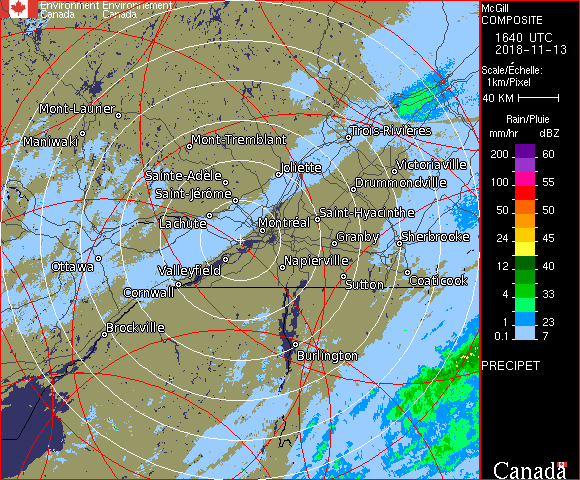 Environment Environnement
Canada Canada
Mont-Laurier
Maniwaki
Mont-Tremblant
Trois-Rivières
Joliette
Victoriaville
Sainte-Adèle
Drummondville
Saint-Jérôme
Saint-Hyacinthe
Lachute
Montréal
Granby
Sherbrooke
Ottawa
Valleyfield
Napierville
Coaticook
Sutton
Cornwall
Brockville
Burlington
McGill
COMPOSITE
1640 UTC
2018-11-13
Scale/Échelle:
1km/Pixel
40 KM
Rain/Pluie
mm/hr dBZ
200 60
150 57
100 55
50 50
24 45
12 40
4 33
1 23
0.1 7
PRECIPET
Canada